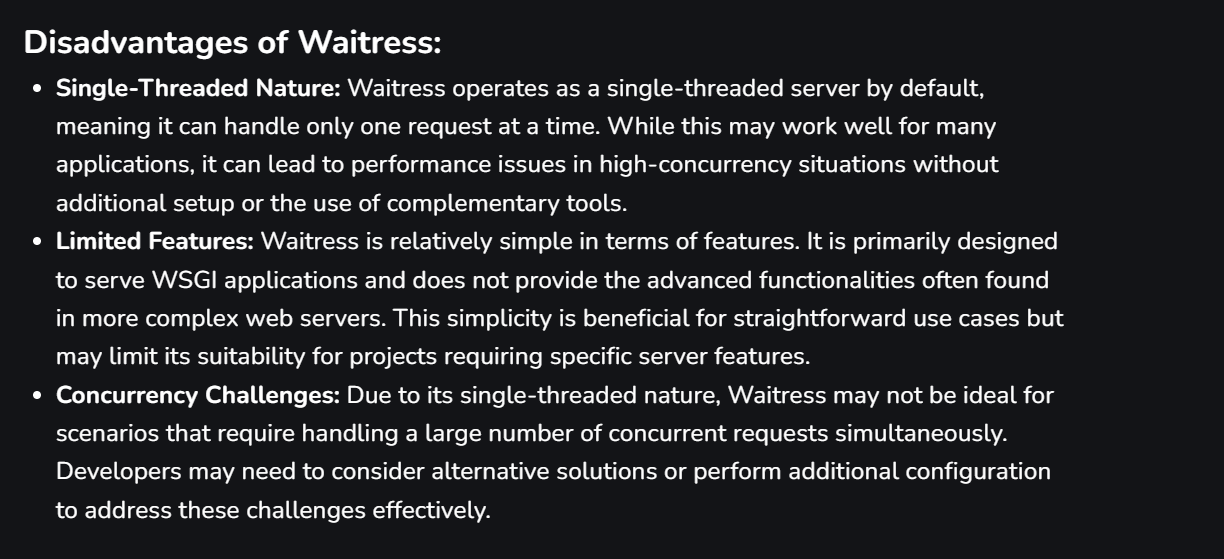 Disadvantages of Waitress:
• Single-Threaded Nature: Waitress operates as a single-threaded server by default,
meaning it can handle only one request at a time. While this may work well for many
applications, it can lead to performance issues in high-concurrency situations without
additional setup or the use of complementary tools.
• Limited Features: Waitress is relatively simple in terms of features. It is primarily designed
to serve WSGI applications and does not provide the advanced functionalities often found
in more complex web servers. This simplicity is beneficial for straightforward use cases but
may limit its suitability for projects requiring specific server features.
• Concurrency Challenges: Due to its single-threaded nature, Waitress may not be ideal for
scenarios that require handling a large number of concurrent requests simultaneously.
Developers may need to consider alternative solutions or perform additional configuration
to address these challenges effectively.